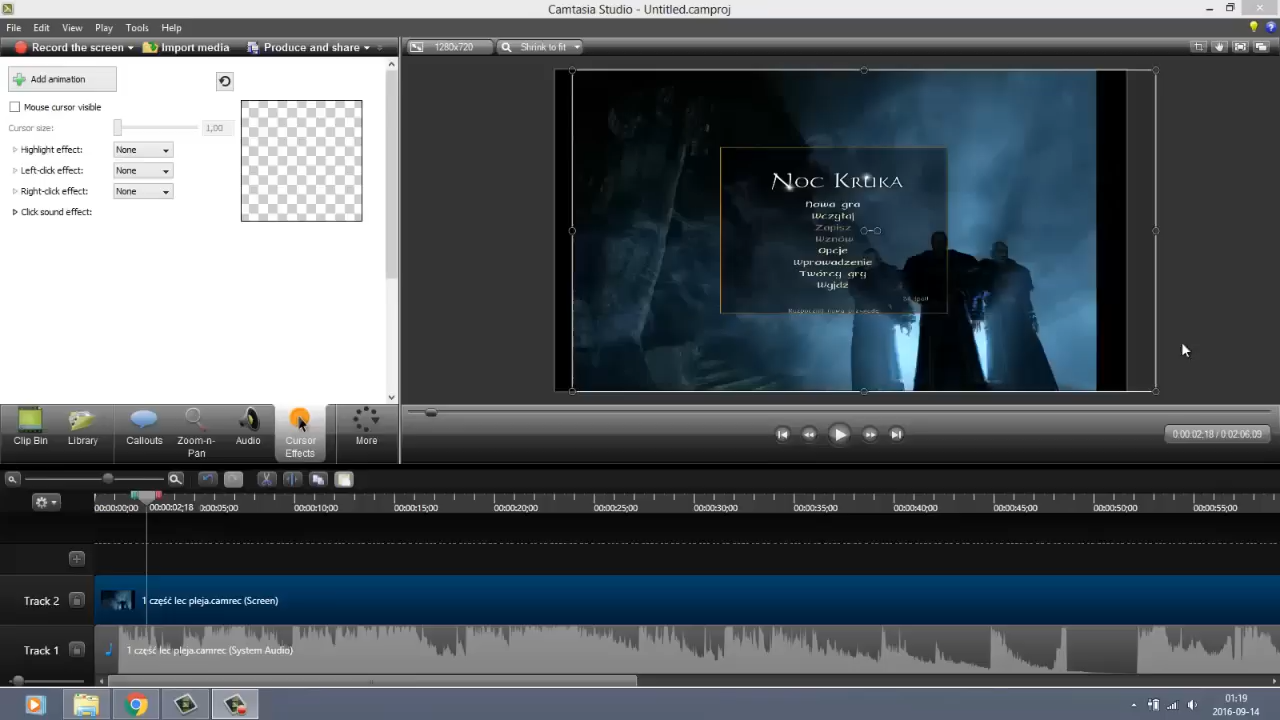 Camtasia Studio - Untitled.camproj
File Edit View Play Tools Help
Record the screen Import media Produce and share
1280x720 Shrink to fit
Add animation
Mouse cursor visible
Cursor size: 1,00
Highlight effect: None
Left-click effect: None
Right-click effect: None
Click sound effect:
Noc Kruka
Nowa gra
Wczytaj
Zapisz
Wznów
Opcje
Wprowadzenie
Twórcy gry
Wyjdź
Clip Bin Library Callouts Zoom-n-Pan Audio Cursor Effects More
0:00:02;18 / 0:02:06;09
00:00:00;00 00:00:02;18 00:00:05;00 00:00:10;00 00:00:15;00 00:00:20;00 00:00:25;00 00:00:30;00 00:00:35;00 00:00:40;00 00:00:45;00 00:00:50;00 00:00:55;00
Track 2 1 część lec pleja.camrec (Screen)
Track 1 1 część lec pleja.camrec (System Audio)
01:19
2016-09-14